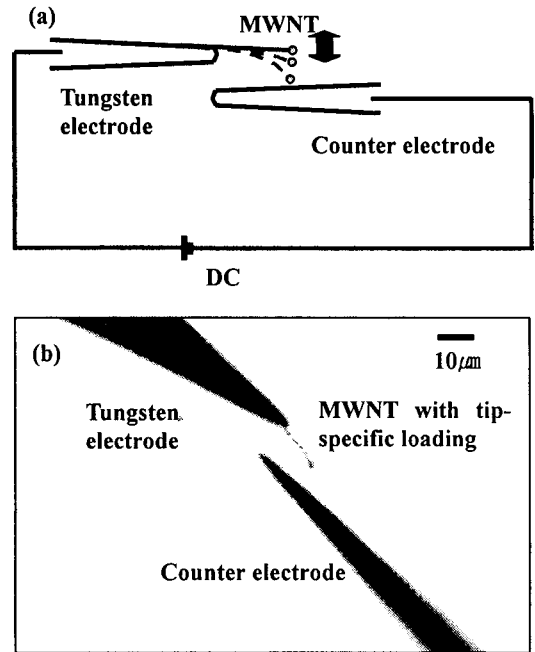 (a)
MWNT
Tungsten
electrode
Counter electrode
DC
(b)
10㎛
Tungsten
electrode
MWNT with tip-
specific loading
Counter electrode